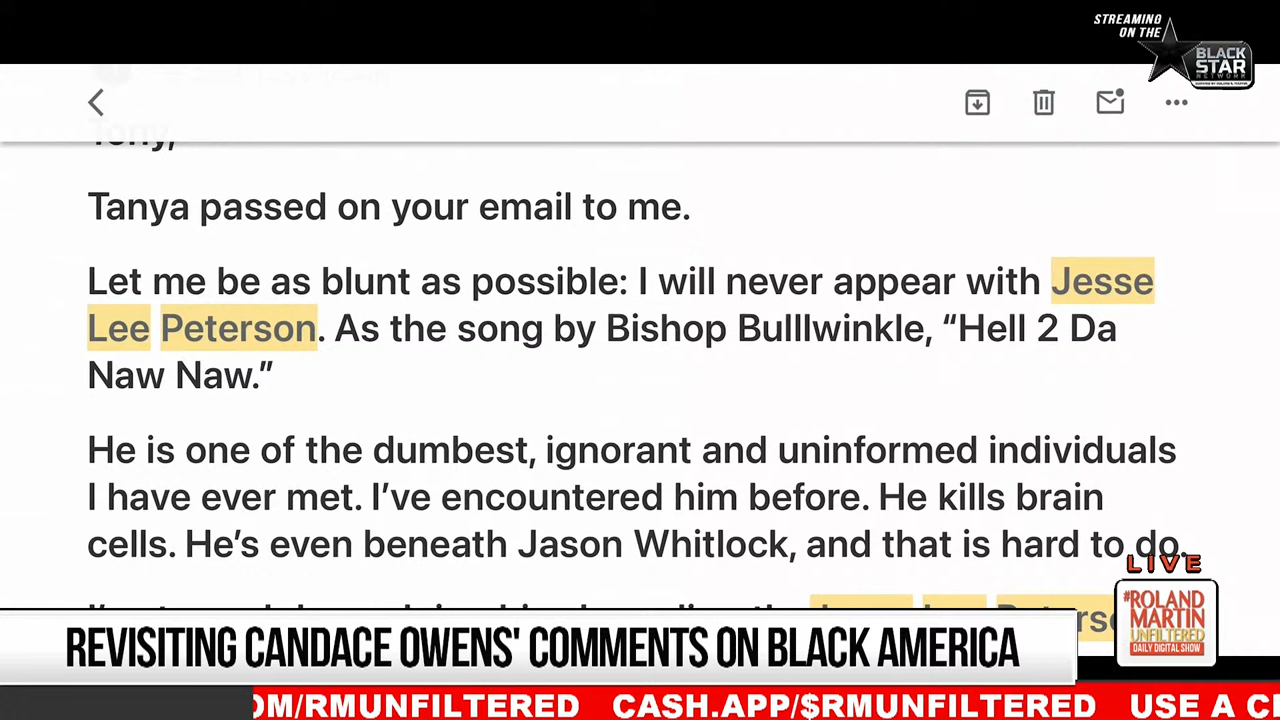 STREAMING
ON THE
BLACK
STAR
NETWORK
Tony,
Tanya passed on your email to me.
Let me be as blunt as possible: I will never appear with Jesse
Lee Peterson. As the song by Bishop Bulllwinkle, “Hell 2 Da
Naw Naw.”
He is one of the dumbest, ignorant and uninformed individuals
I have ever met. I’ve encountered him before. He kills brain
cells. He’s even beneath Jason Whitlock, and that is hard to do.
LIVE
#ROLAND
MARTIN
UNFILTERED
DAILY DIGITAL SHOW
REVISITING CANDACE OWENS' COMMENTS ON BLACK AMERICA
OM/RMUNFILTERED CASH.APP/$RMUNFILTERED USE A C